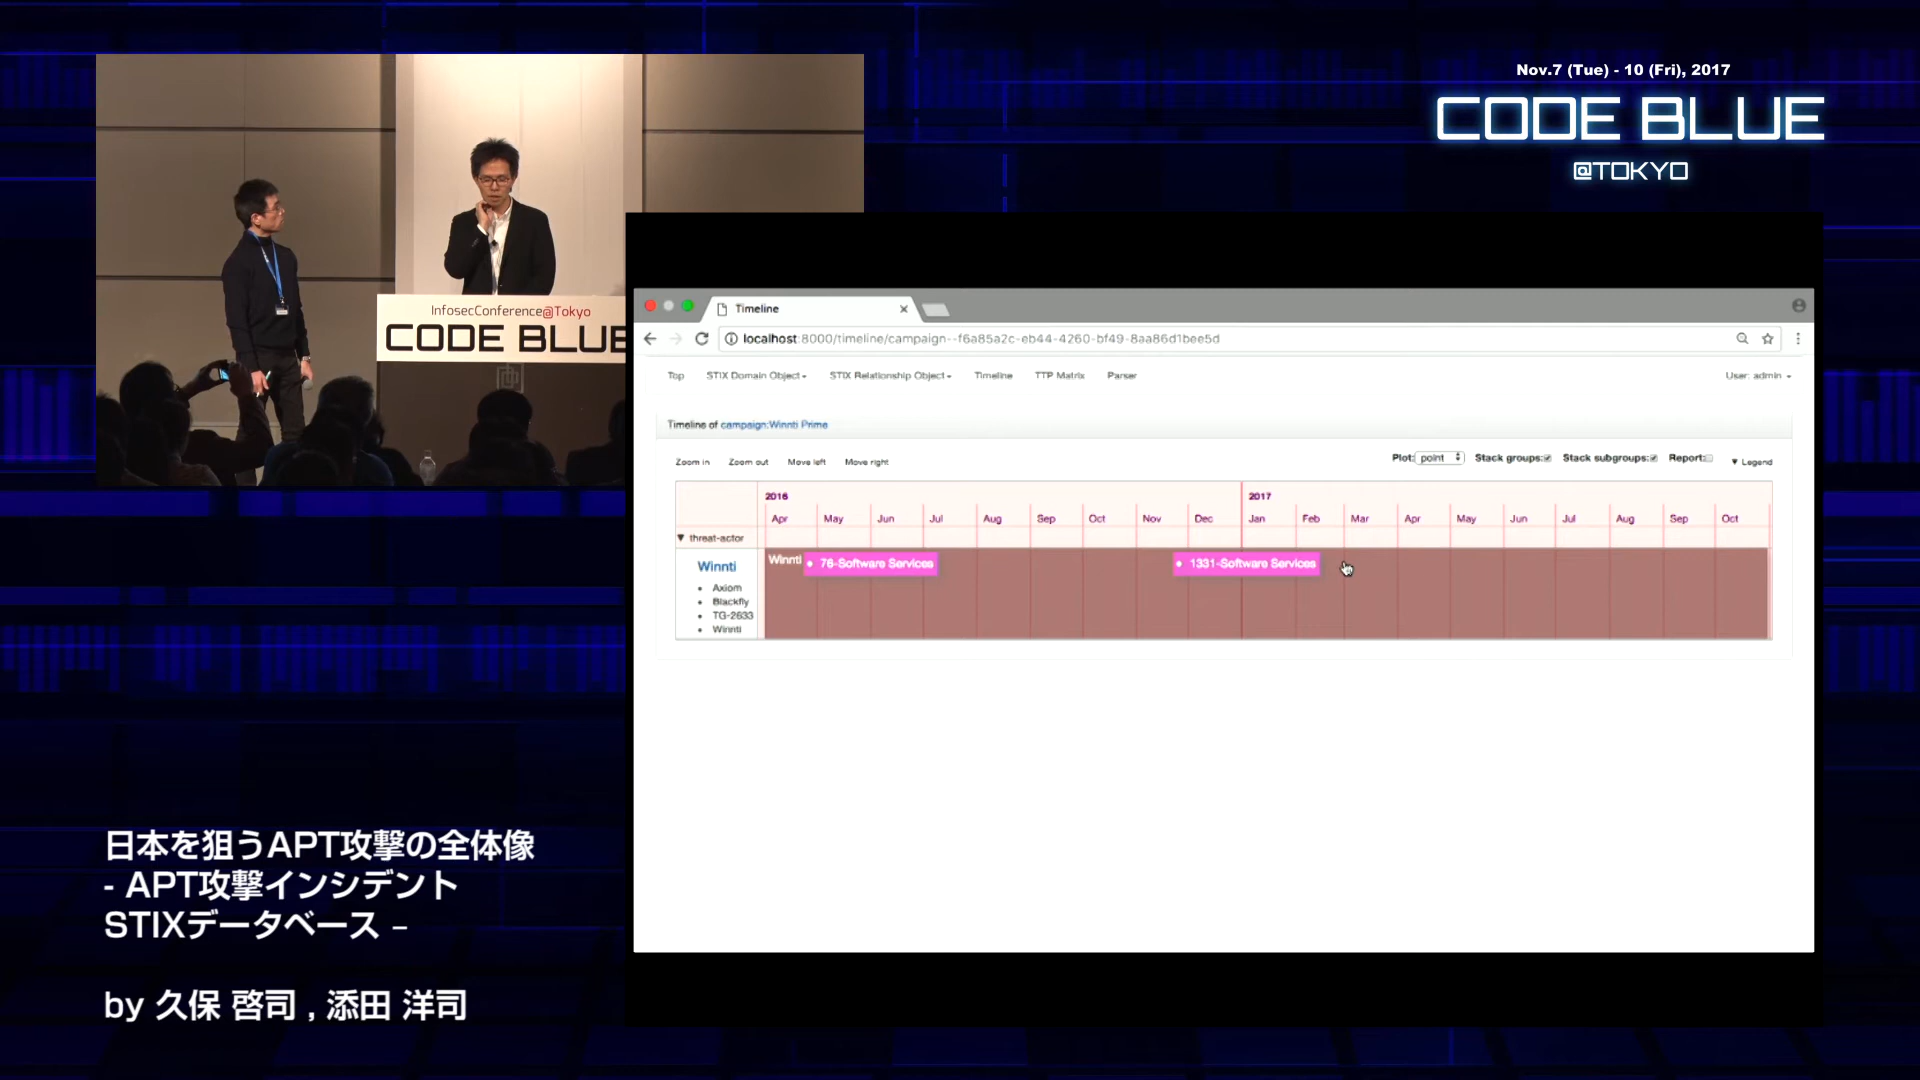 Nov.7 (Tue) - 10 (Fri), 2017
CODE BLUE
@TOKYO
InfosecConference@Tokyo
CODE BLUE
Timeline
localhost:8000/timeline/campaign--f6a85a2c-eb44-4260-bf49-8aa86d1bee5d
Top STIX Domain Object STIX Relationship Object Timeline TTP Matrix Parser User: admin
Timeline of campaign:Winnti Prime
Zoom in Zoom out Move left Move right Plot: point Stack groups: Stack subgroups: Report: ▼ Legend
2016 2017
Apr May Jun Jul Aug Sep Oct Nov Dec Jan Feb Mar Apr May Jun Jul Aug Sep Oct
▼ threat-actor
Winnti Winnti 76-Software Services 1331-Software Services
Axiom
Blackfly
TG-2633
Winnti
日本を狙うAPT攻撃の全体像
- APT攻撃インシデント
STIXデータベース –
by 久保 啓司 , 添田 洋司